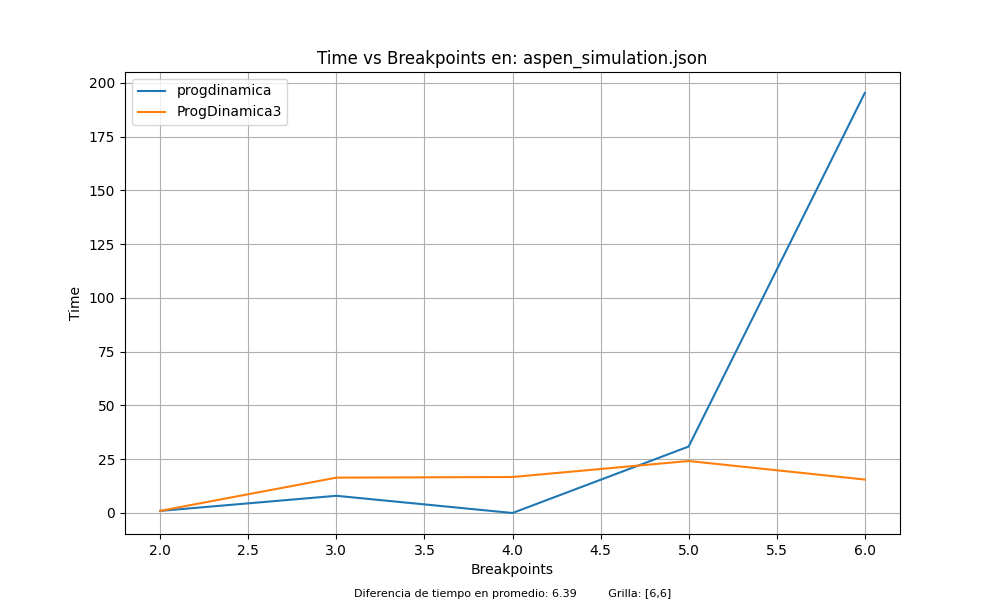 Time vs Breakpoints en: aspen_simulation.json
progdinamica
ProgDinamica3
200
175
150
125
100
75
50
25
0
Time
2.0 2.5 3.0 3.5 4.0 4.5 5.0 5.5 6.0
Breakpoints
Diferencia de tiempo en promedio: 6.39 Grilla: [6,6]